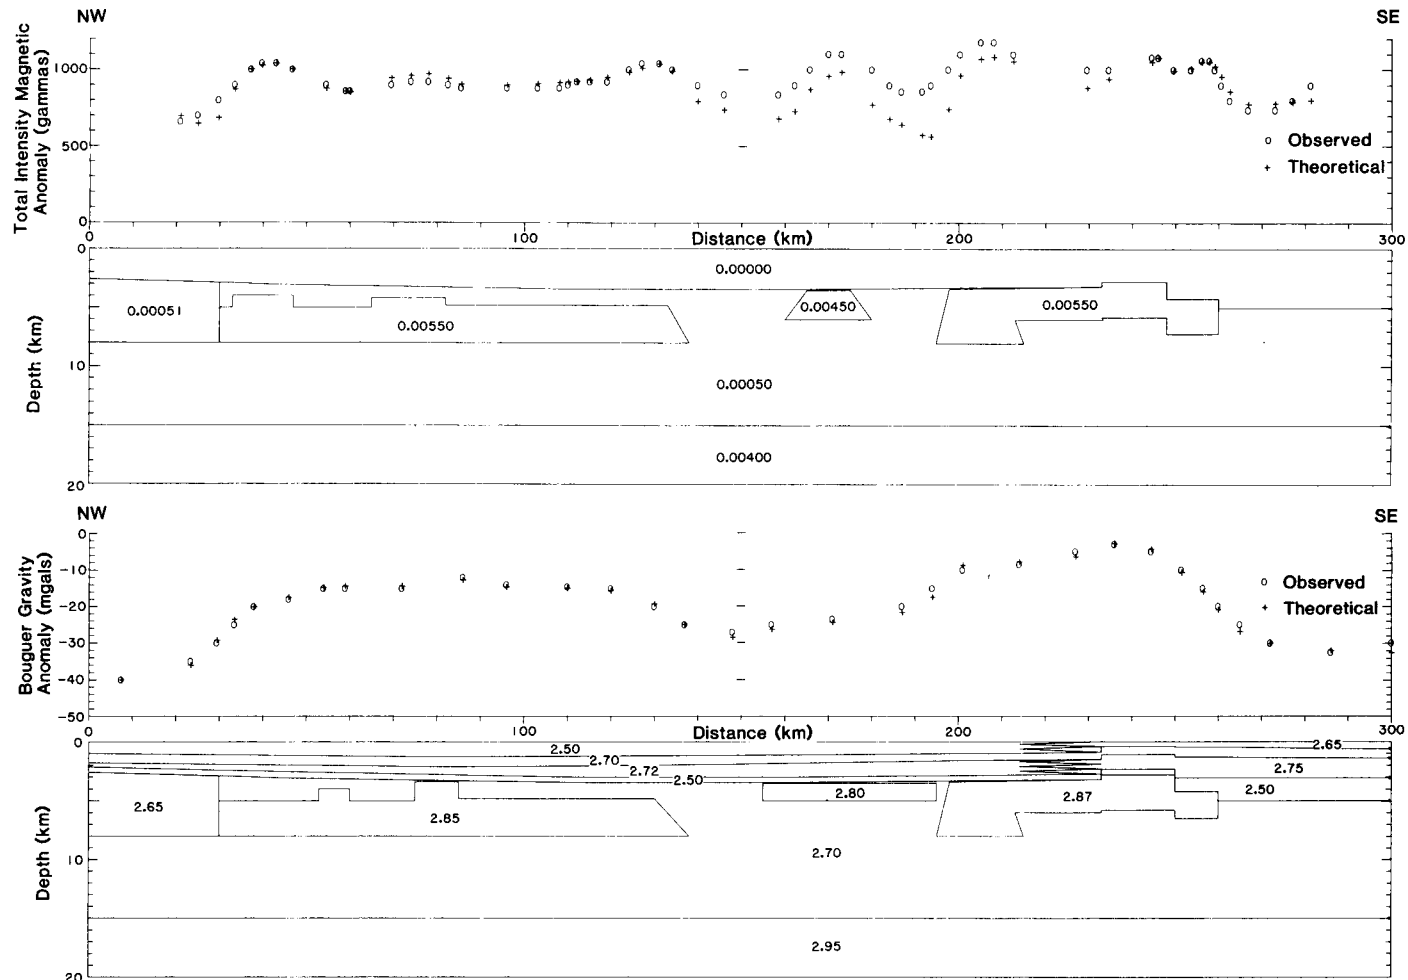 NW
SE
Total Intensity Magnetic
Anomaly (gammas)
1000
500
0
o Observed
+ Theoretical
0
100
Distance (km)
200
300
Depth (km)
0
10
20
0.00000
0.00051
0.00550
0.00450
0.00550
0.00050
0.00400
NW
SE
Bouguer Gravity
Anomaly (mgals)
0
-10
-20
-30
-40
-50
o Observed
+ Theoretical
0
100
Distance (km)
200
300
Depth (km)
0
10
20
2.50
2.65
2.70
2.72
2.75
2.50
2.50
2.65
2.85
2.80
2.87
2.70
2.95